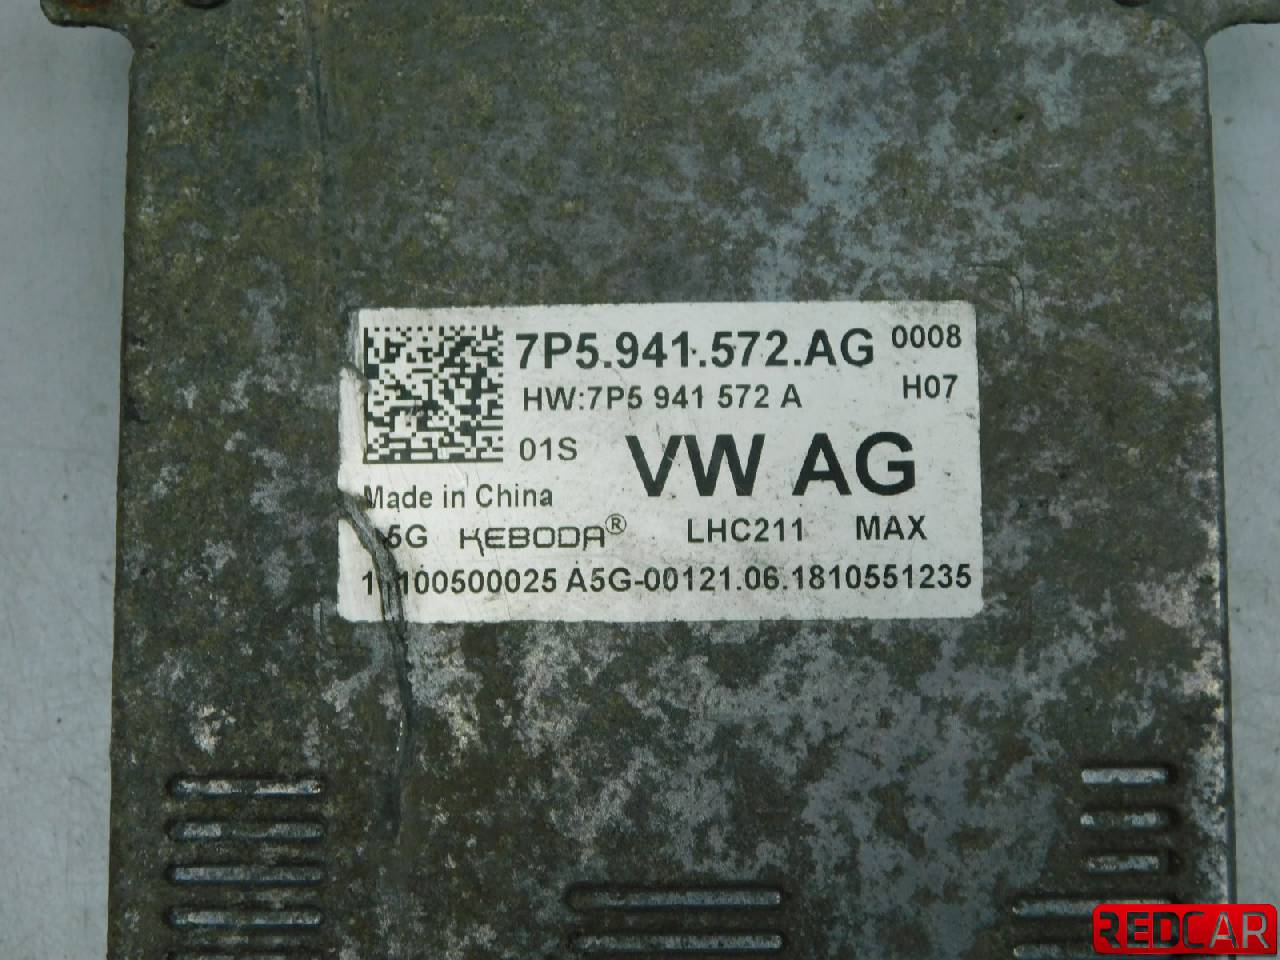 7P5.941.572.AG 0008
HW:7P5 941 572 A H07
01S VW AG
Made in China
5G KEBODA® LHC211 MAX
100500025 A5G-00121.06.1810551235
REDCAR